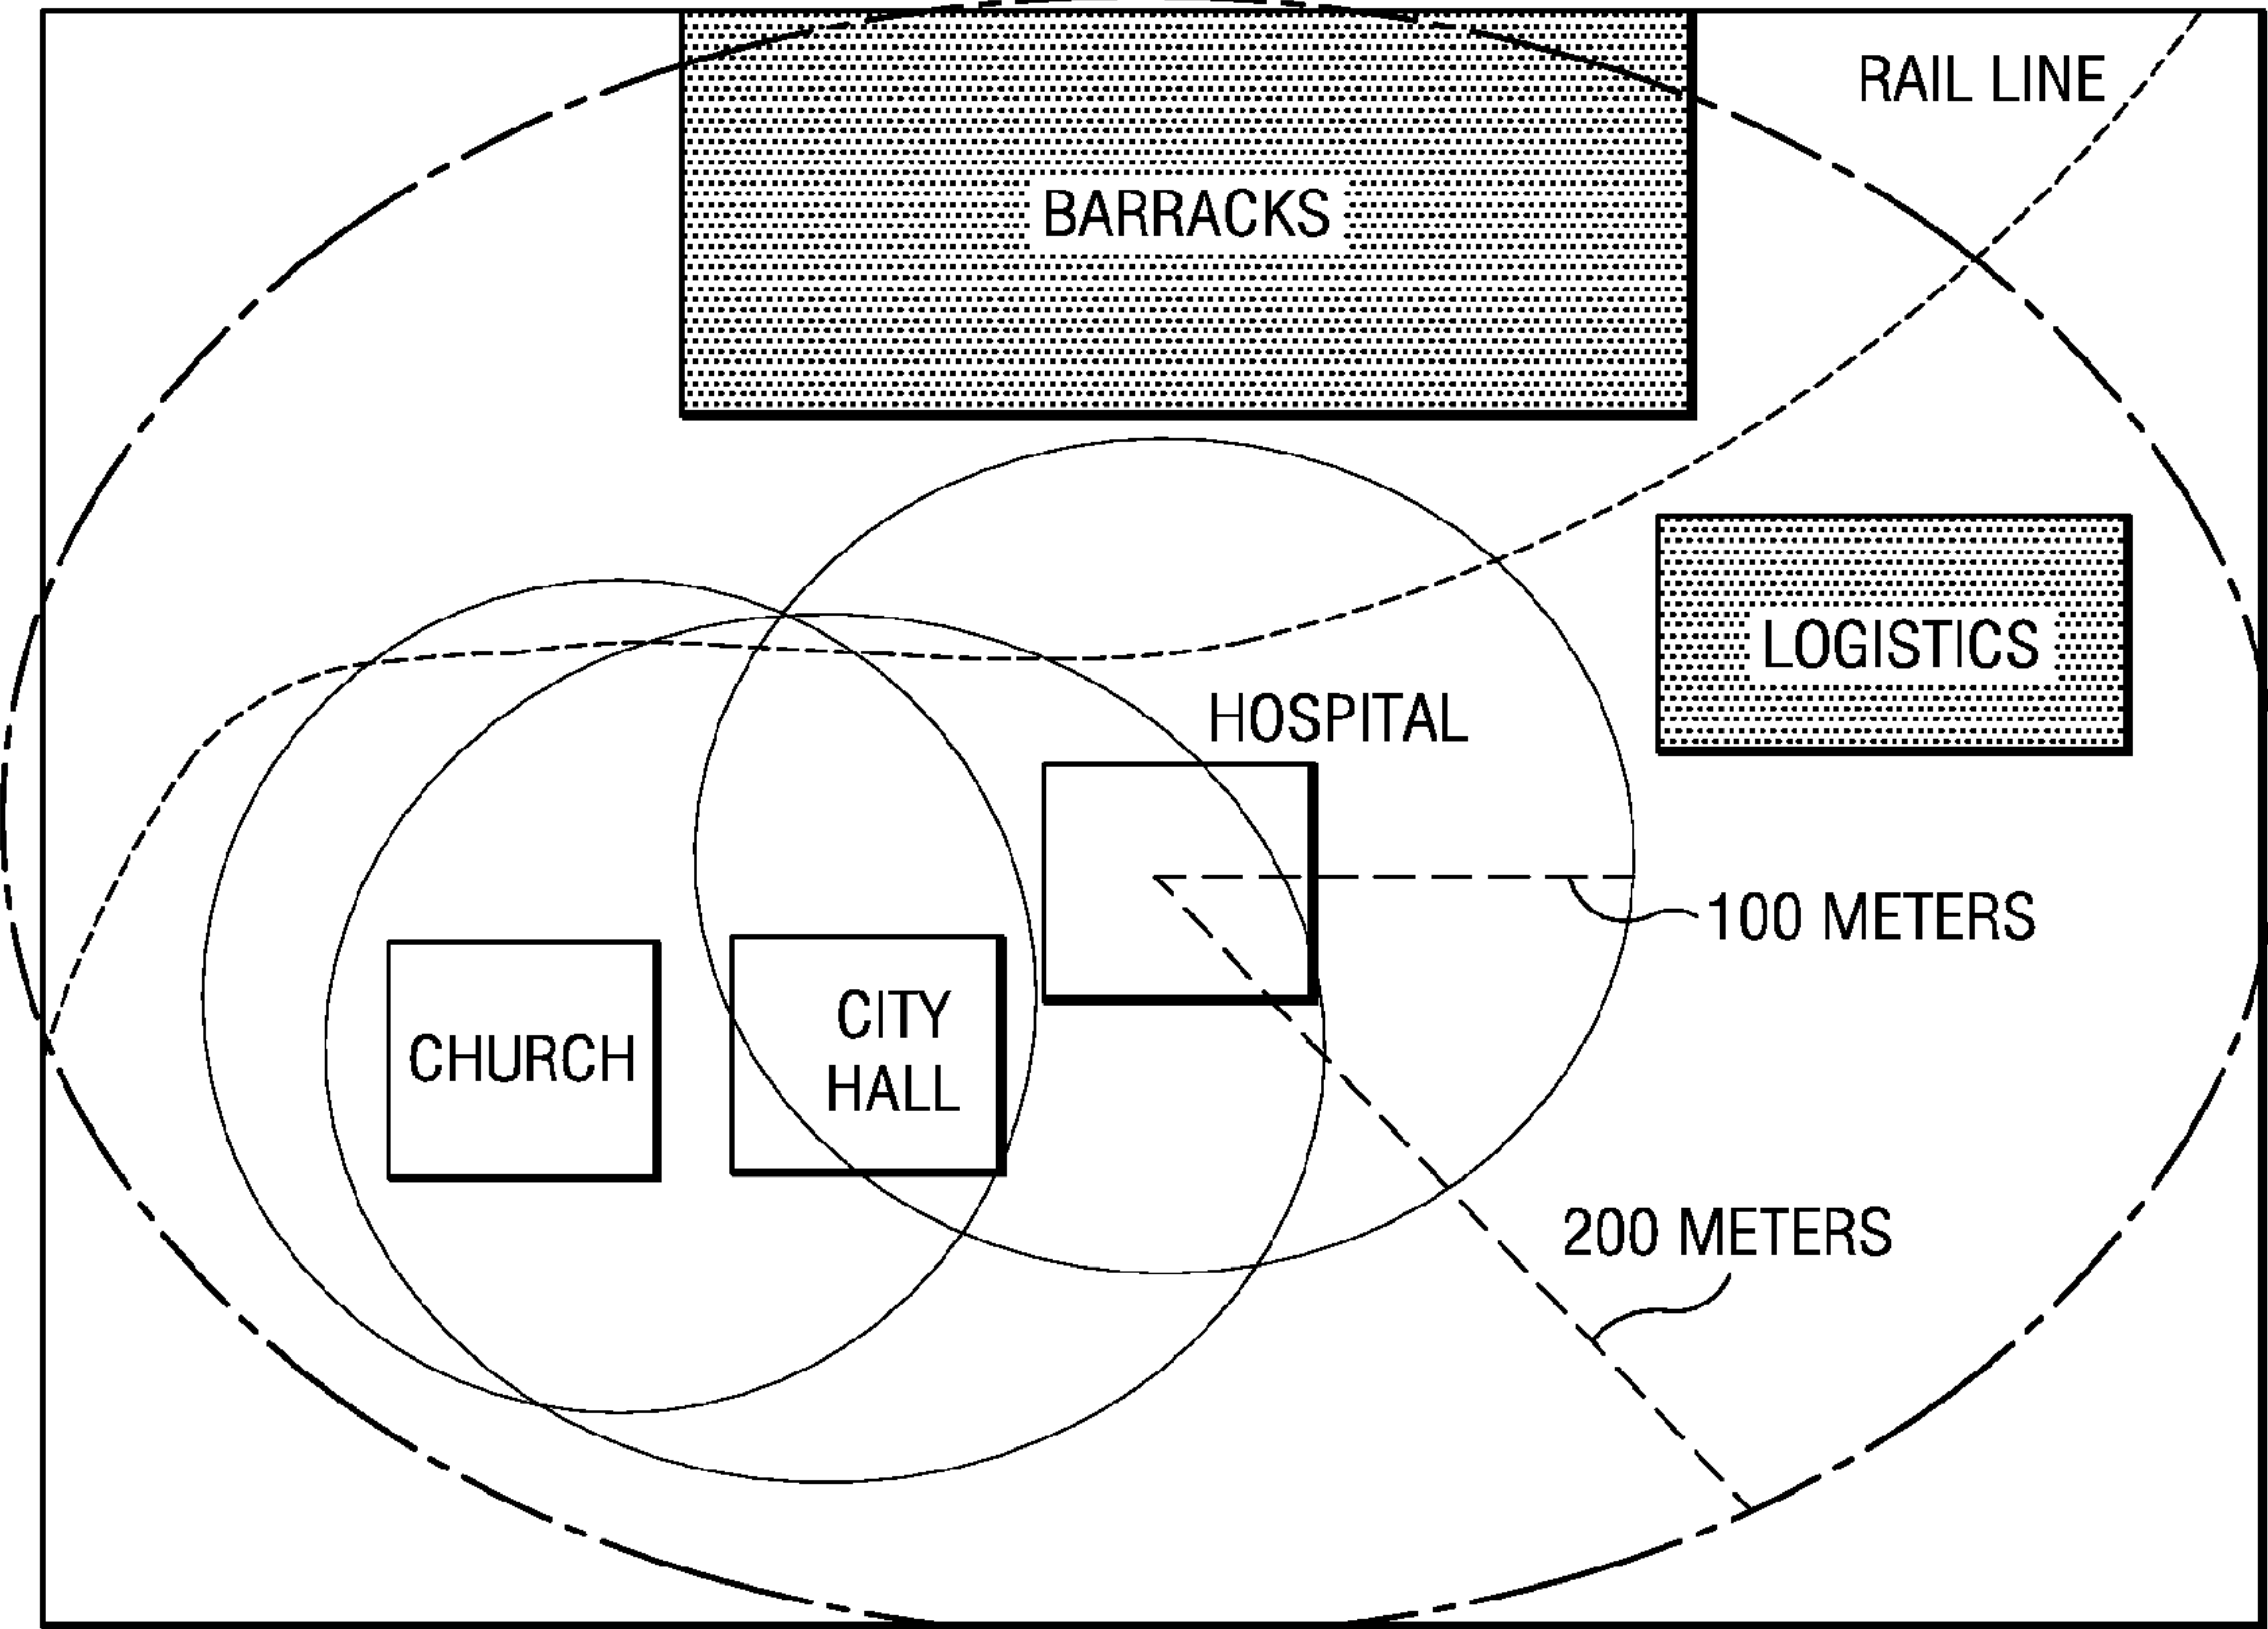 RAIL LINE
BARRACKS
LOGISTICS
HOSPITAL
100 METERS
CHURCH
CITY
HALL
200 METERS